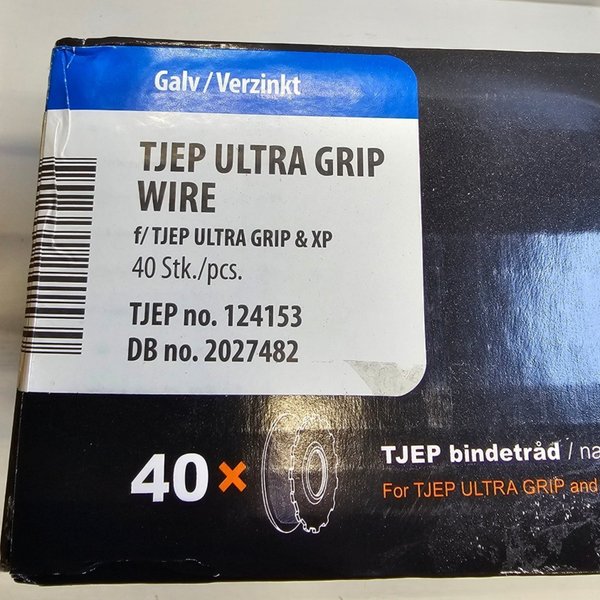 Galv / Verzinkt
TJEP ULTRA GRIP
WIRE
f/ TJEP ULTRA GRIP & XP
40 Stk./pcs.
TJEP no. 124153
DB no. 2027482
40 x
TJEP bindetråd /
For TJEP ULTRA GRIP and